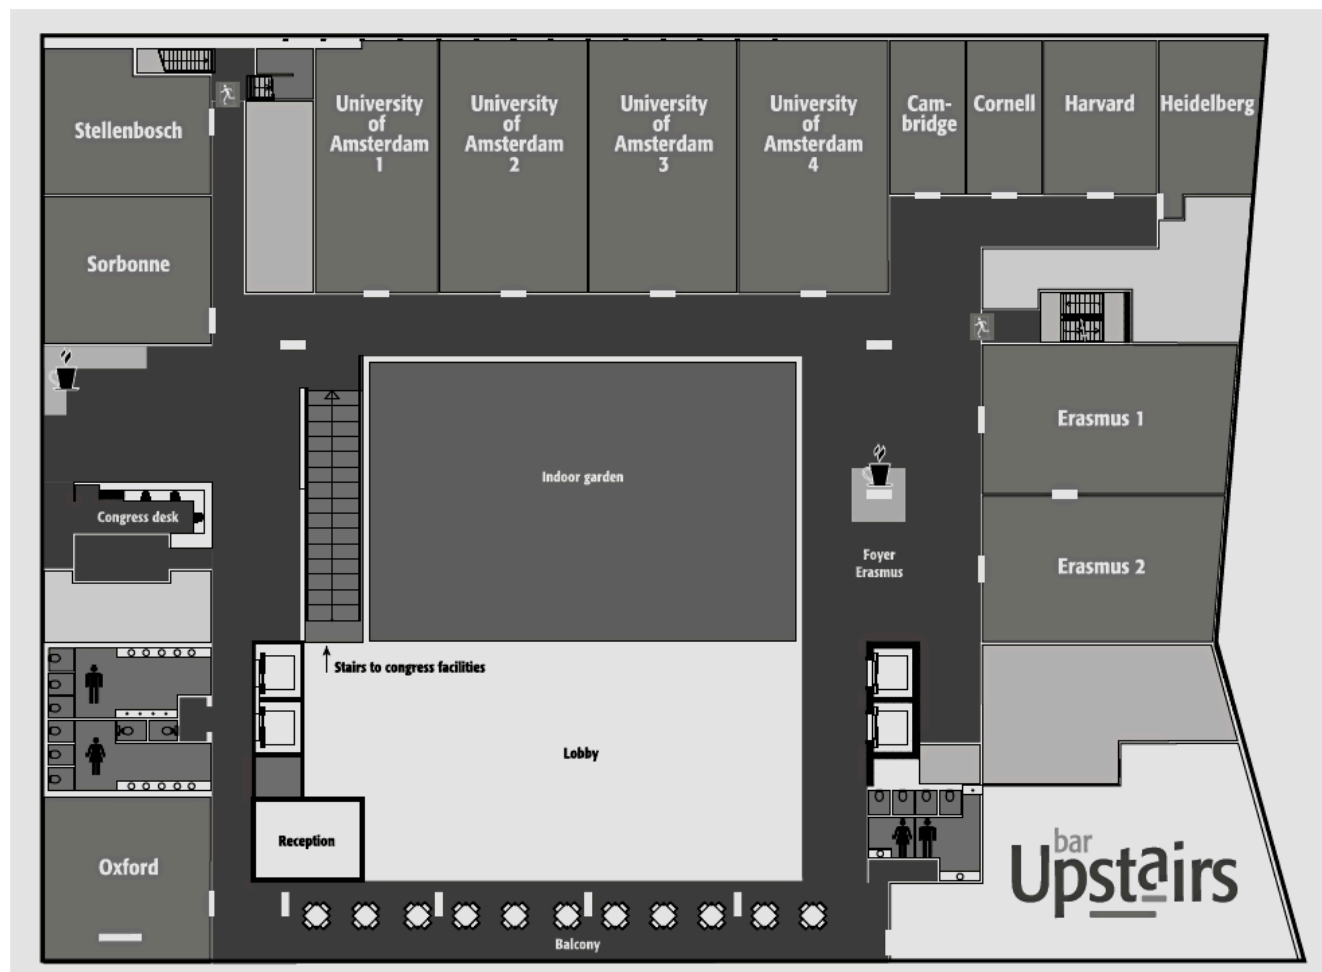 Stellenbosch
University
of
Amsterdam
1
University
of
Amsterdam
2
University
of
Amsterdam
3
University
of
Amsterdam
4
Cam-
bridge
Cornell
Harvard
Heidelberg
Sorbonne
Erasmus 1
Indoor garden
Congress desk
Foyer
Erasmus
Erasmus 2
Stairs to congress facilities
Lobby
Reception
Oxford
bar
Upstairs
Balcony